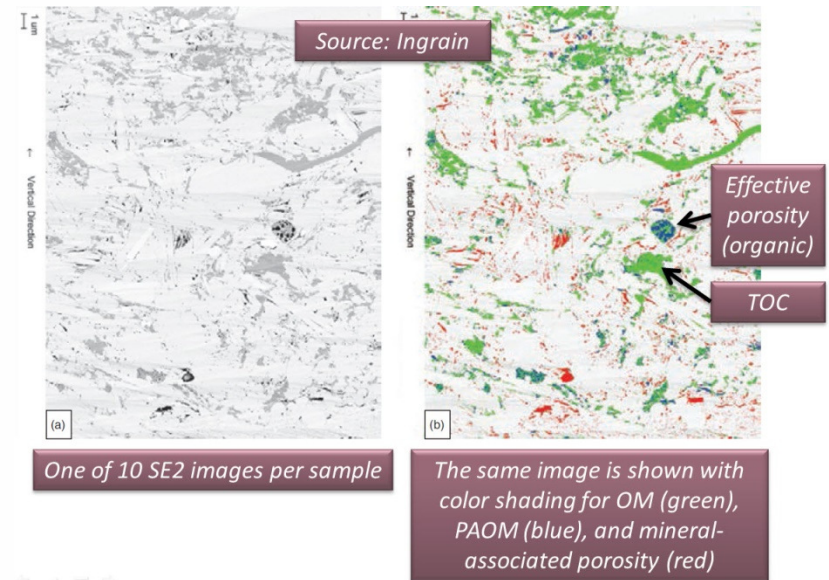 1 um
Source: Ingrain
← Vertical Direction
← Vertical Direction
Effective
porosity
(organic)
TOC
(a)
(b)
One of 10 SE2 images per sample
The same image is shown with
color shading for OM (green),
PAOM (blue), and mineral-
associated porosity (red)